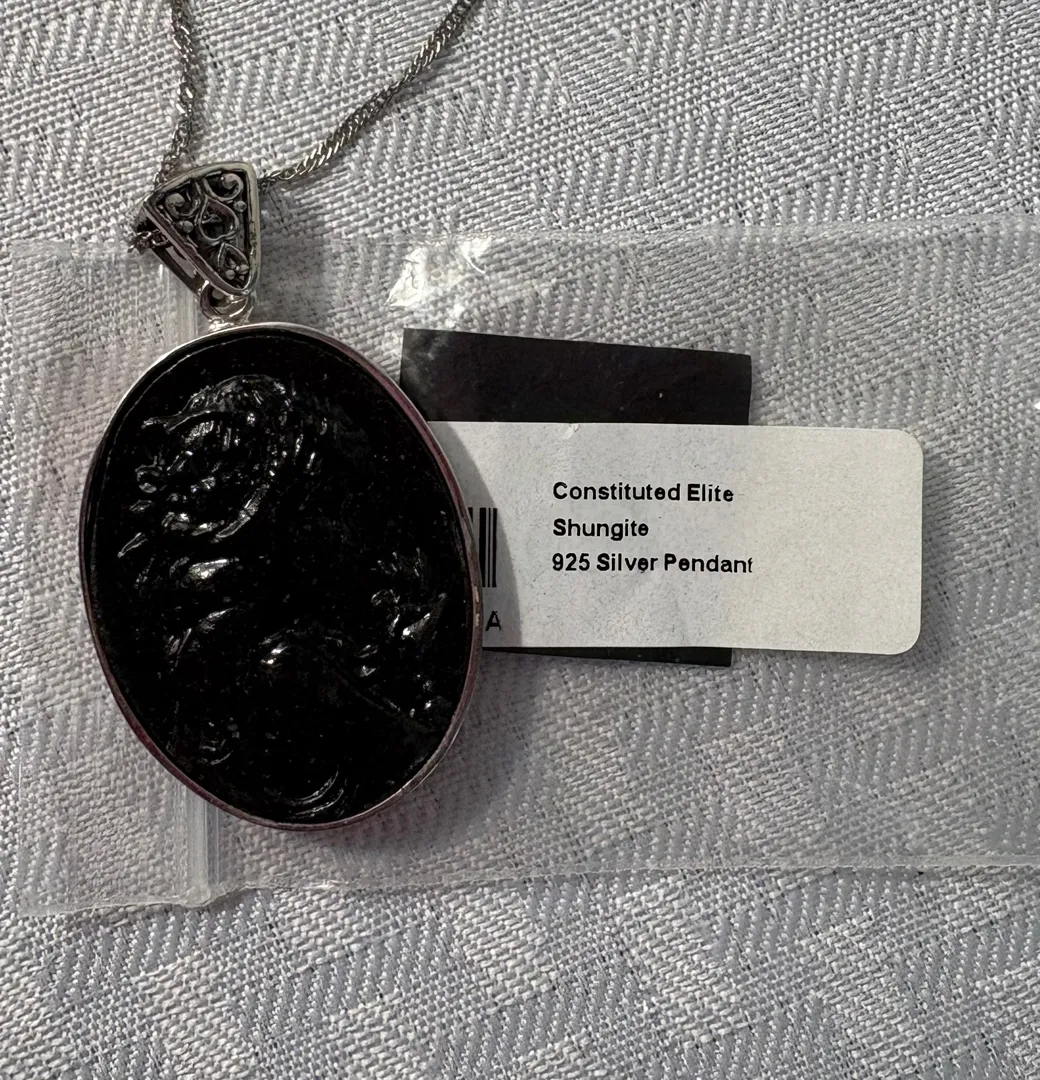 Constituted Elite
Shungite
925 Silver Pendant
A